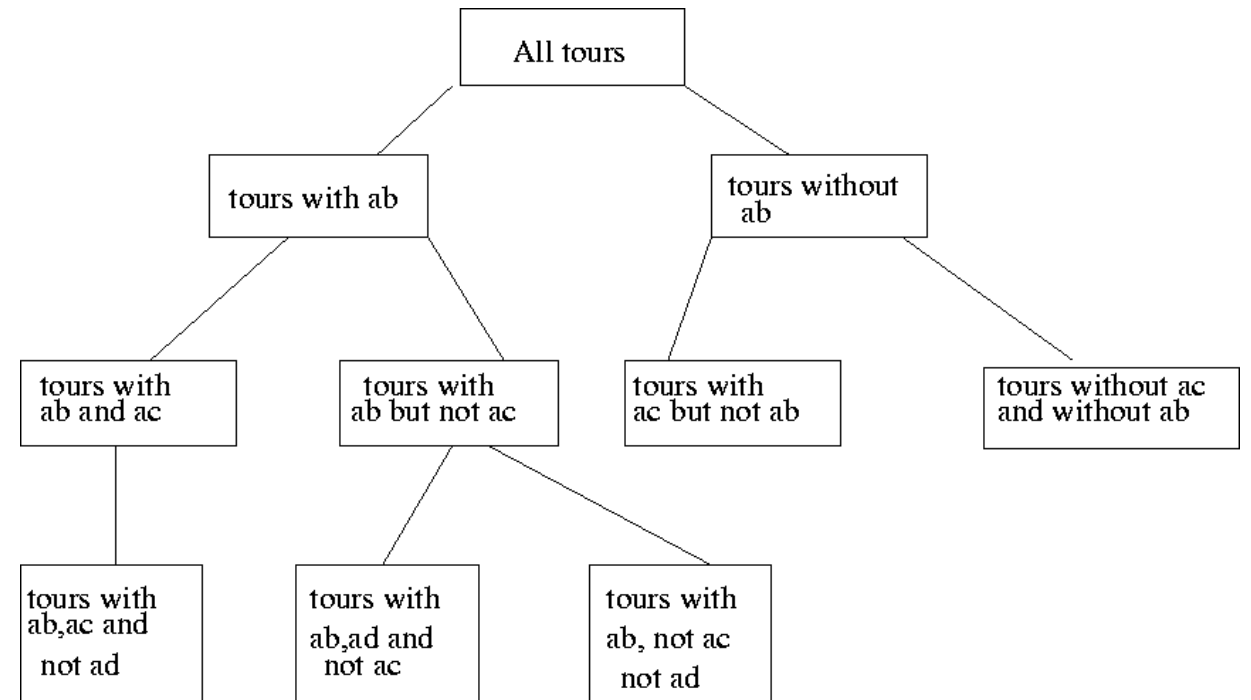 All tours
tours with ab
tours without
ab
tours with
ab and ac
tours with
ab but not ac
tours with
ac but not ab
tours without ac
and without ab
tours with
ab,ac and
not ad
tours with
ab,ad and
not ac
tours with
ab, not ac
not ad